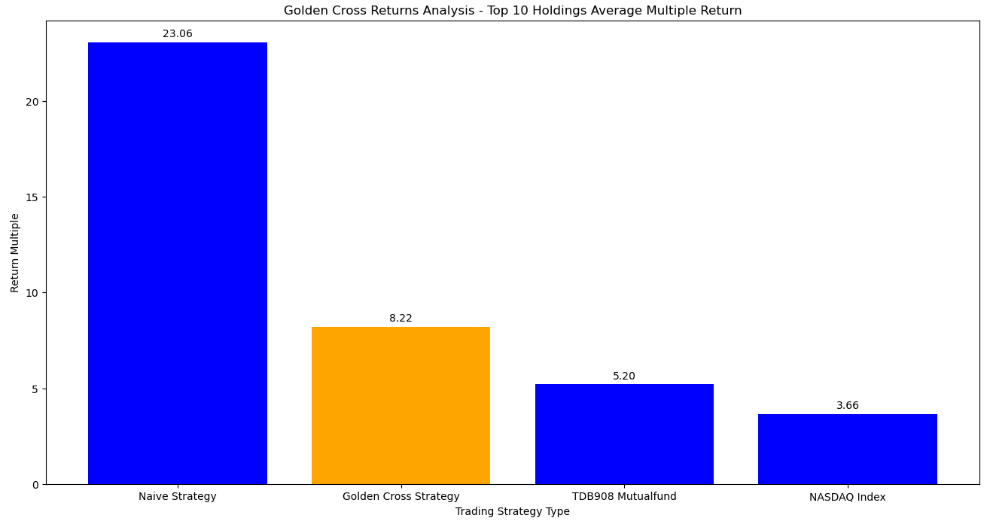 Golden Cross Returns Analysis - Top 10 Holdings Average Multiple Return
23.06
8.22
5.20
3.66
Return Multiple
20
15
10
5
0
Naive Strategy
Golden Cross Strategy
TDB908 Mutualfund
NASDAQ Index
Trading Strategy Type